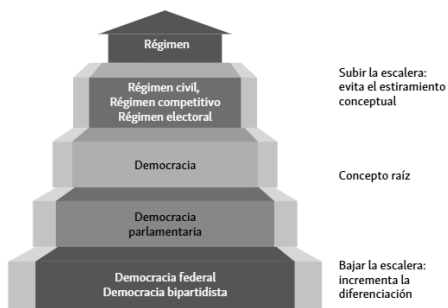 Régimen
Régimen civil,
Régimen competitivo
Régimen electoral
Subir la escalera:
evita el estiramiento
conceptual
Democracia
Concepto raíz
Democracia
parlamentaria
Democracia federal
Democracia bipartidista
Bajar la escalera:
incrementa la
diferenciación